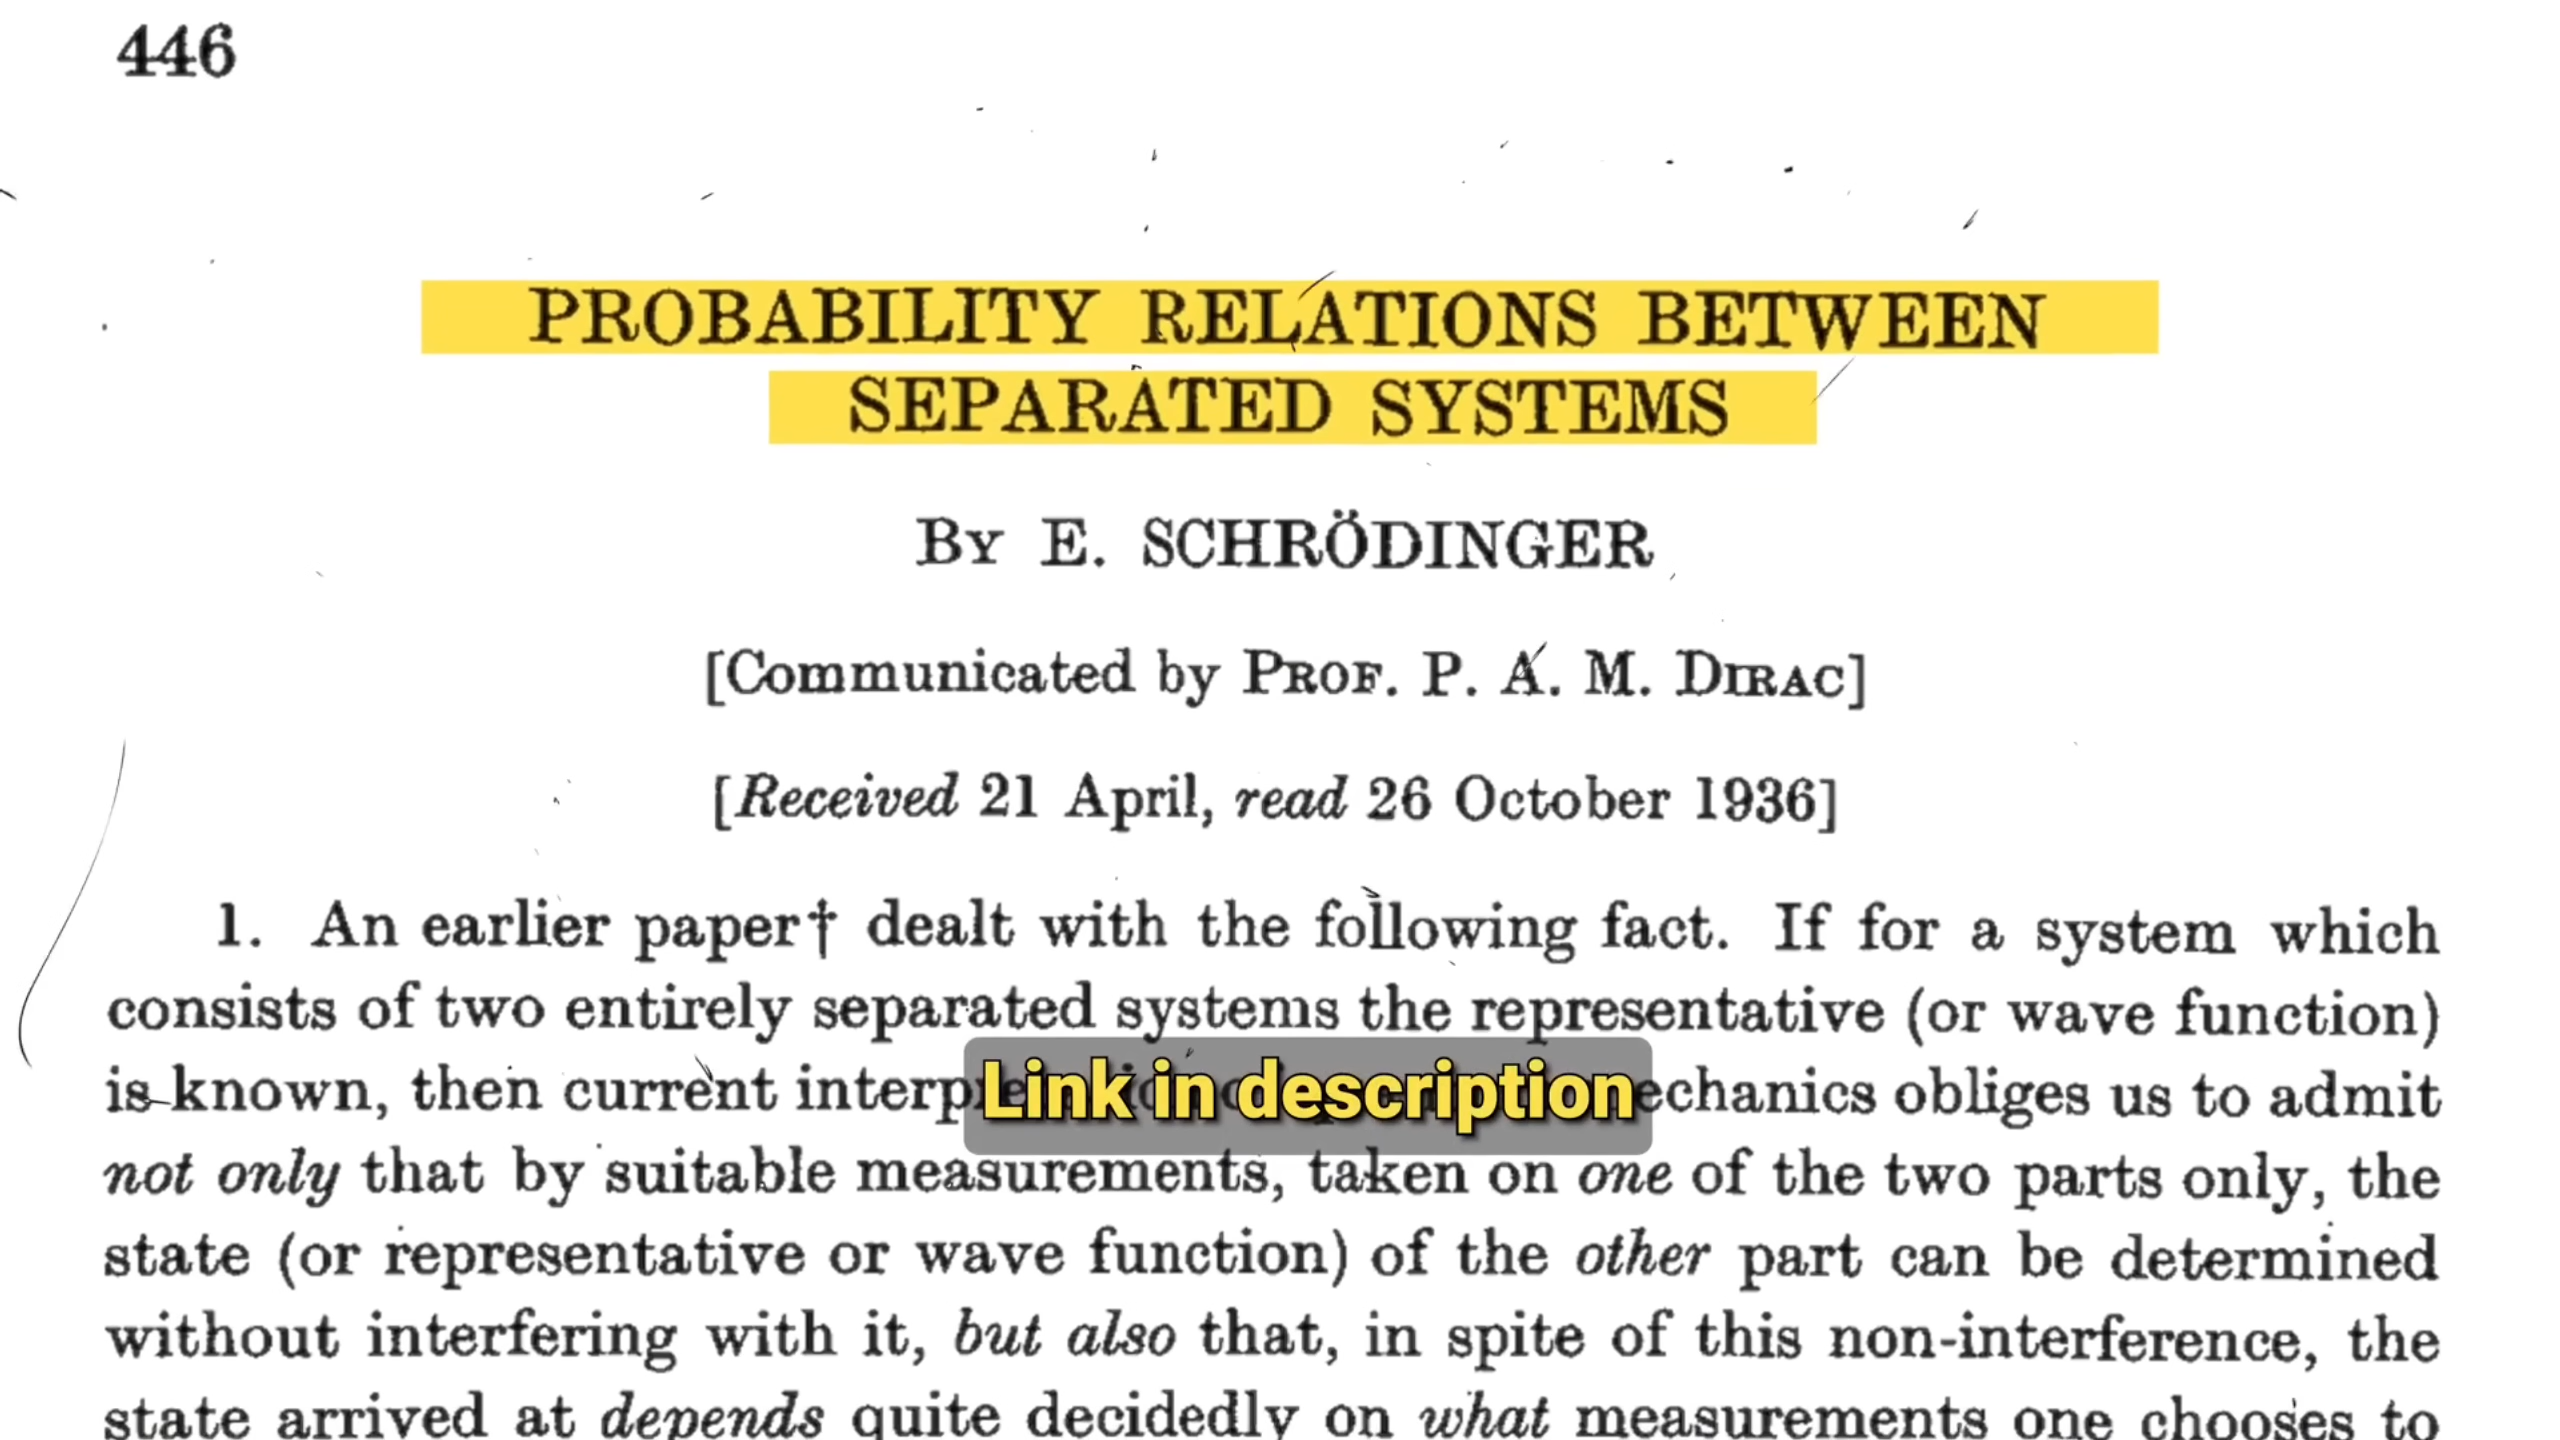 446
PROBABILITY RELATIONS BETWEEN
SEPARATED SYSTEMS
By E. SCHRÖDINGER
[Communicated by Prof. P. A. M. Dirac]
[Received 21 April, read 26 October 1936]
1. An earlier paper† dealt with the following fact. If for a system which
consists of two entirely separated systems the representative (or wave function)
is known, then current obliges us to admit
Link in description
not only that by suitable measurements, taken on one of the two parts only, the
state (or representative or wave function) of the other part can be determined
without interfering with it, but also that, in spite of this non-interference, the
state arrived at depends quite decidedly on what measurements one chooses to